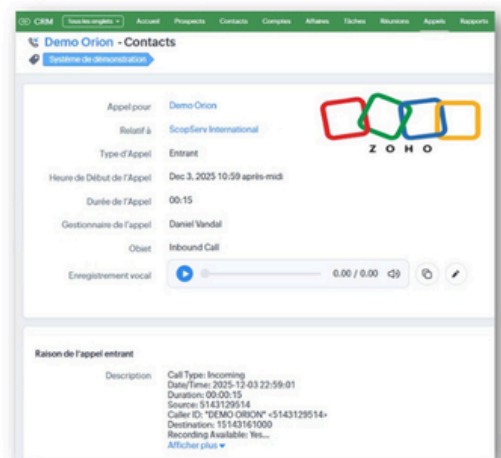 CRM Tous les onglets Accueil Prospects Contacts Comptes Affaires Tâches Réunions Appels Rapports
Demo Orion - Contacts
Système de démonstration
Appel pour Demo Orion
ZOHO
Relatif à ScopServ International
Type d'Appel Entrant
Heure de Début de l'Appel Dec 3, 2025 10:59 après-midi
Durée de l'Appel 00:15
Gestionnaire de l'appel Daniel Vandal
Objet Inbound Call
Enregistrement vocal 0.00 / 0.00
Raison de l'appel entrant
Description Call Type: Incoming
Date/Time: 2025-12-03 22:59:01
Duration: 00:00:15
Source: 5143129514
Caller ID: "DEMO ORION" <5143129514>
Destination: 15143161000
Recording Available: Yes...
Afficher plus